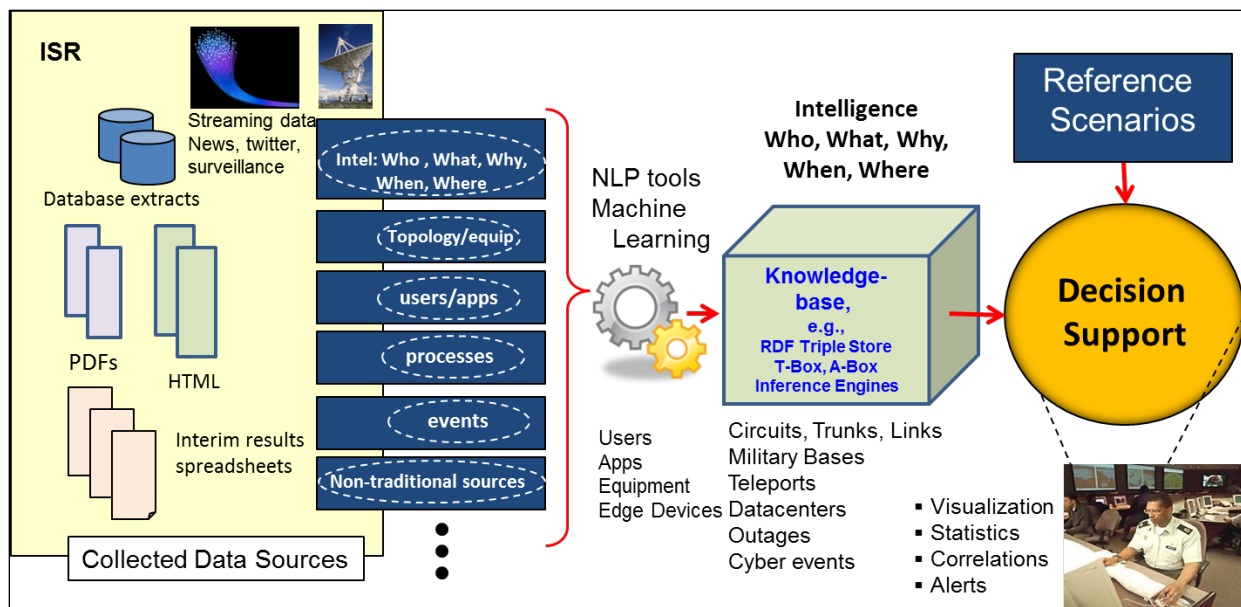 ISR
Streaming data
News, twitter,
surveillance
Database extracts
PDFs
HTML
Interim results
spreadsheets
Collected Data Sources
Intel: Who , What, Why,
When, Where
Topology/equip
users/apps
processes
events
Non-traditional sources
NLP tools
Machine
Learning
Users
Apps
Equipment
Edge Devices
Intelligence
Who, What, Why,
When, Where
Knowledge-
base,
e.g.,
RDF Triple Store
T-Box, A-Box
Inference Engines
Circuits, Trunks, Links
Military Bases
Teleports
Datacenters
Outages
Cyber events
Reference
Scenarios
Decision
Support
▪ Visualization
▪ Statistics
▪ Correlations
▪ Alerts